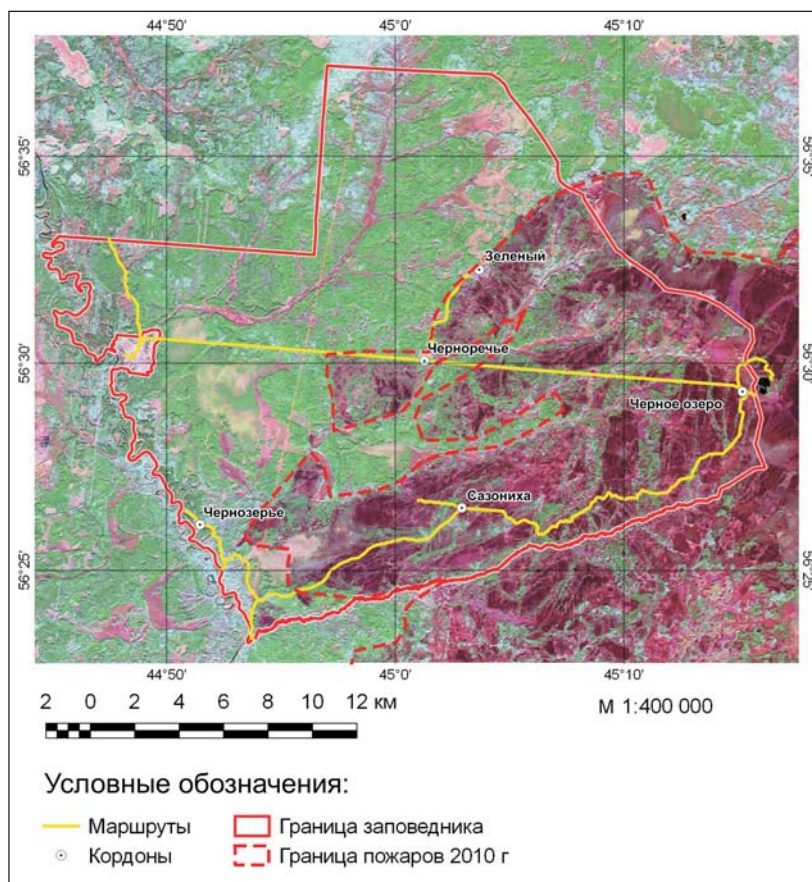 44°50 45°0 45°10
56°35 56°35
Зеленый
Черноречье
56°30 56°30
Черное озеро
Сазониха
Чернозерье
56°25 56°25
44°50 45°0 45°10
2 0 2 4 6 8 10 12 км
М 1:400 000
Условные обозначения:
Маршруты Граница заповедника
Кордоны Граница пожаров 2010 г